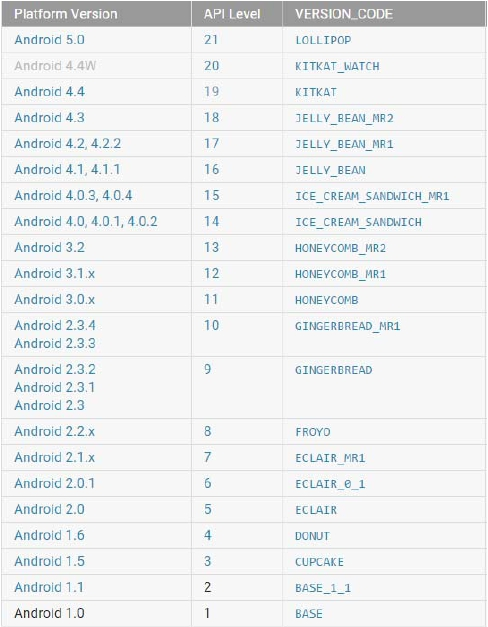 Platform Version API Level VERSION_CODE
Android 5.0 21 LOLLIPOP
Android 4.4W 20 KITKAT_WATCH
Android 4.4 19 KITKAT
Android 4.3 18 JELLY_BEAN_MR2
Android 4.2, 4.2.2 17 JELLY_BEAN_MR1
Android 4.1, 4.1.1 16 JELLY_BEAN
Android 4.0.3, 4.0.4 15 ICE_CREAM_SANDWICH_MR1
Android 4.0, 4.0.1, 4.0.2 14 ICE_CREAM_SANDWICH
Android 3.2 13 HONEYCOMB_MR2
Android 3.1.x 12 HONEYCOMB_MR1
Android 3.0.x 11 HONEYCOMB
Android 2.3.4 10 GINGERBREAD_MR1
Android 2.3.3
Android 2.3.2 9 GINGERBREAD
Android 2.3.1
Android 2.3
Android 2.2.x 8 FROYO
Android 2.1.x 7 ECLAIR_MR1
Android 2.0.1 6 ECLAIR_0_1
Android 2.0 5 ECLAIR
Android 1.6 4 DONUT
Android 1.5 3 CUPCAKE
Android 1.1 2 BASE_1_1
Android 1.0 1 BASE